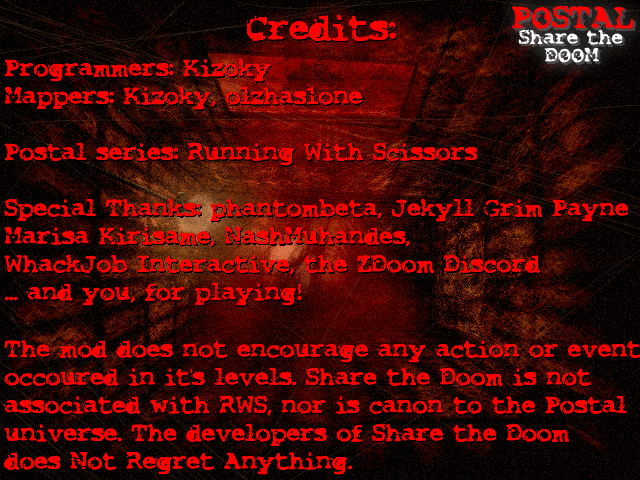 Credits:
POSTAL
Share the
DOOM
Programmers: Kizoky
Mappers: Kizoky, olzhas1one
Postal series: Running With Scissors
Special Thanks: phantombeta, Jekyll Grim Payne
Marisa Kirisame, NashMuhandes,
WhackJob Interactive, the ZDoom Discord
... and you, for playing!
The mod does not encourage any action or event
occoured in it's levels. Share the Doom is not
associated with RWS, nor is canon to the Postal
universe. The developers of Share the Doom
does Not Regret Anything.